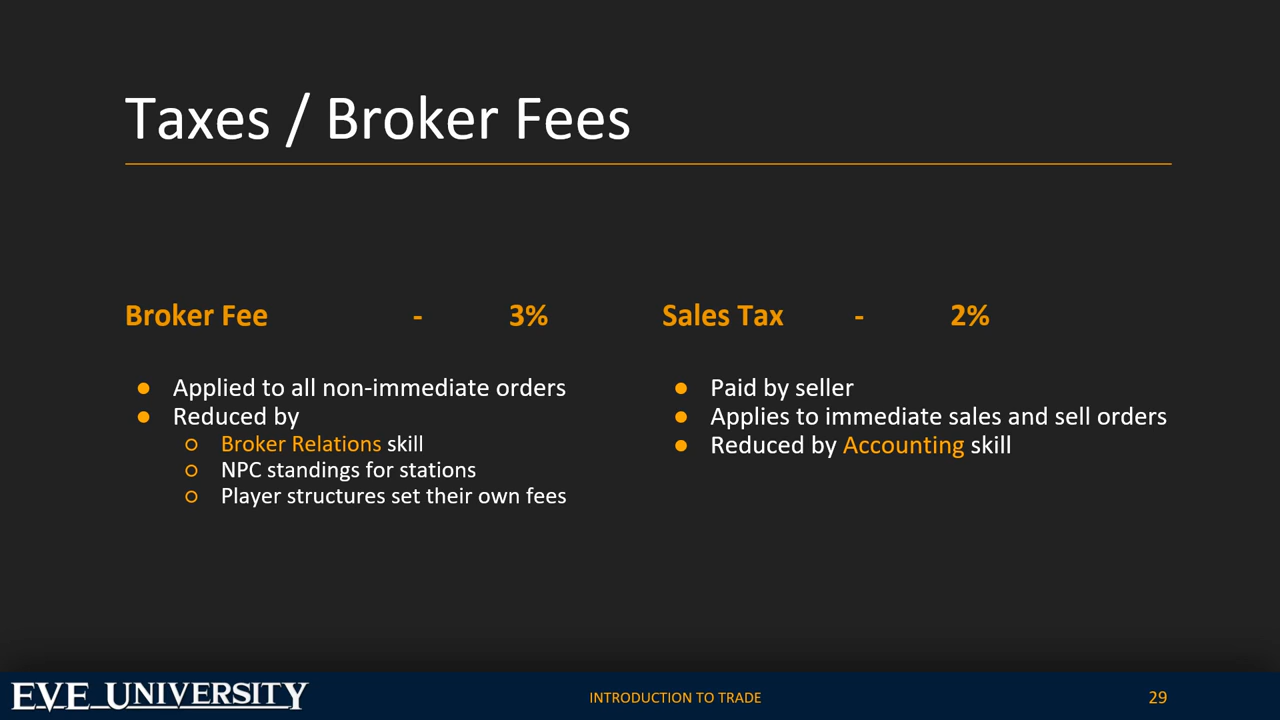 Taxes / Broker Fees
Broker Fee - 3%
● Applied to all non-immediate orders
● Reduced by
○ Broker Relations skill
○ NPC standings for stations
○ Player structures set their own fees
Sales Tax - 2%
● Paid by seller
● Applies to immediate sales and sell orders
● Reduced by Accounting skill
EVE UNIVERSITY
INTRODUCTION TO TRADE
29